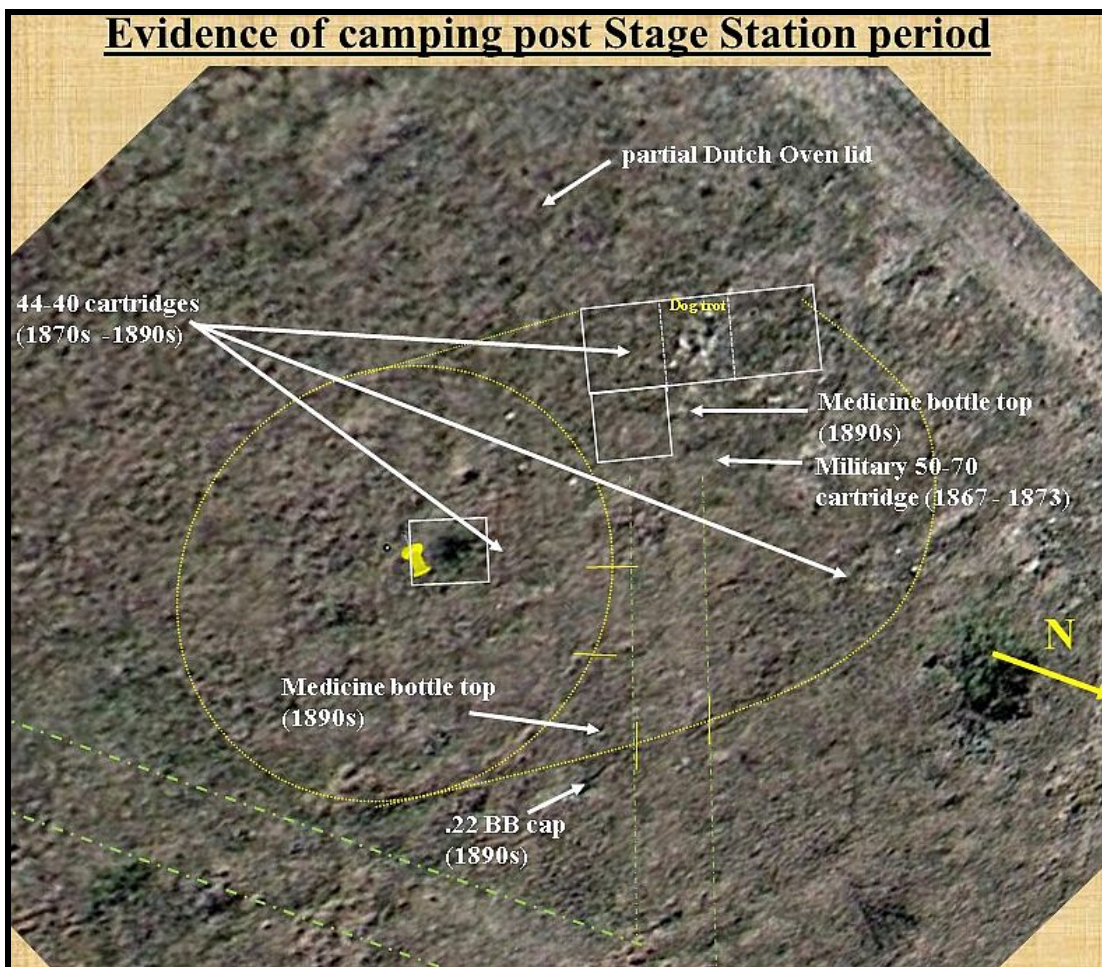 Evidence of camping post Stage Station period
partial Dutch Oven lid
44-40 cartridges
(1870s -1890s)
Dog trot
Medicine bottle top
(1890s)
Military 50-70
cartridge (1867 - 1873)
N
Medicine bottle top
(1890s)
.22 BB cap
(1890s)